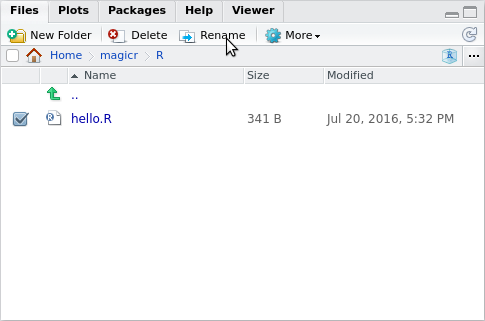 Files Plots Packages Help Viewer
New Folder Delete Rename More
Home magicr R ...
Name Size Modified
..
hello.R 341 B Jul 20, 2016, 5:32 PM